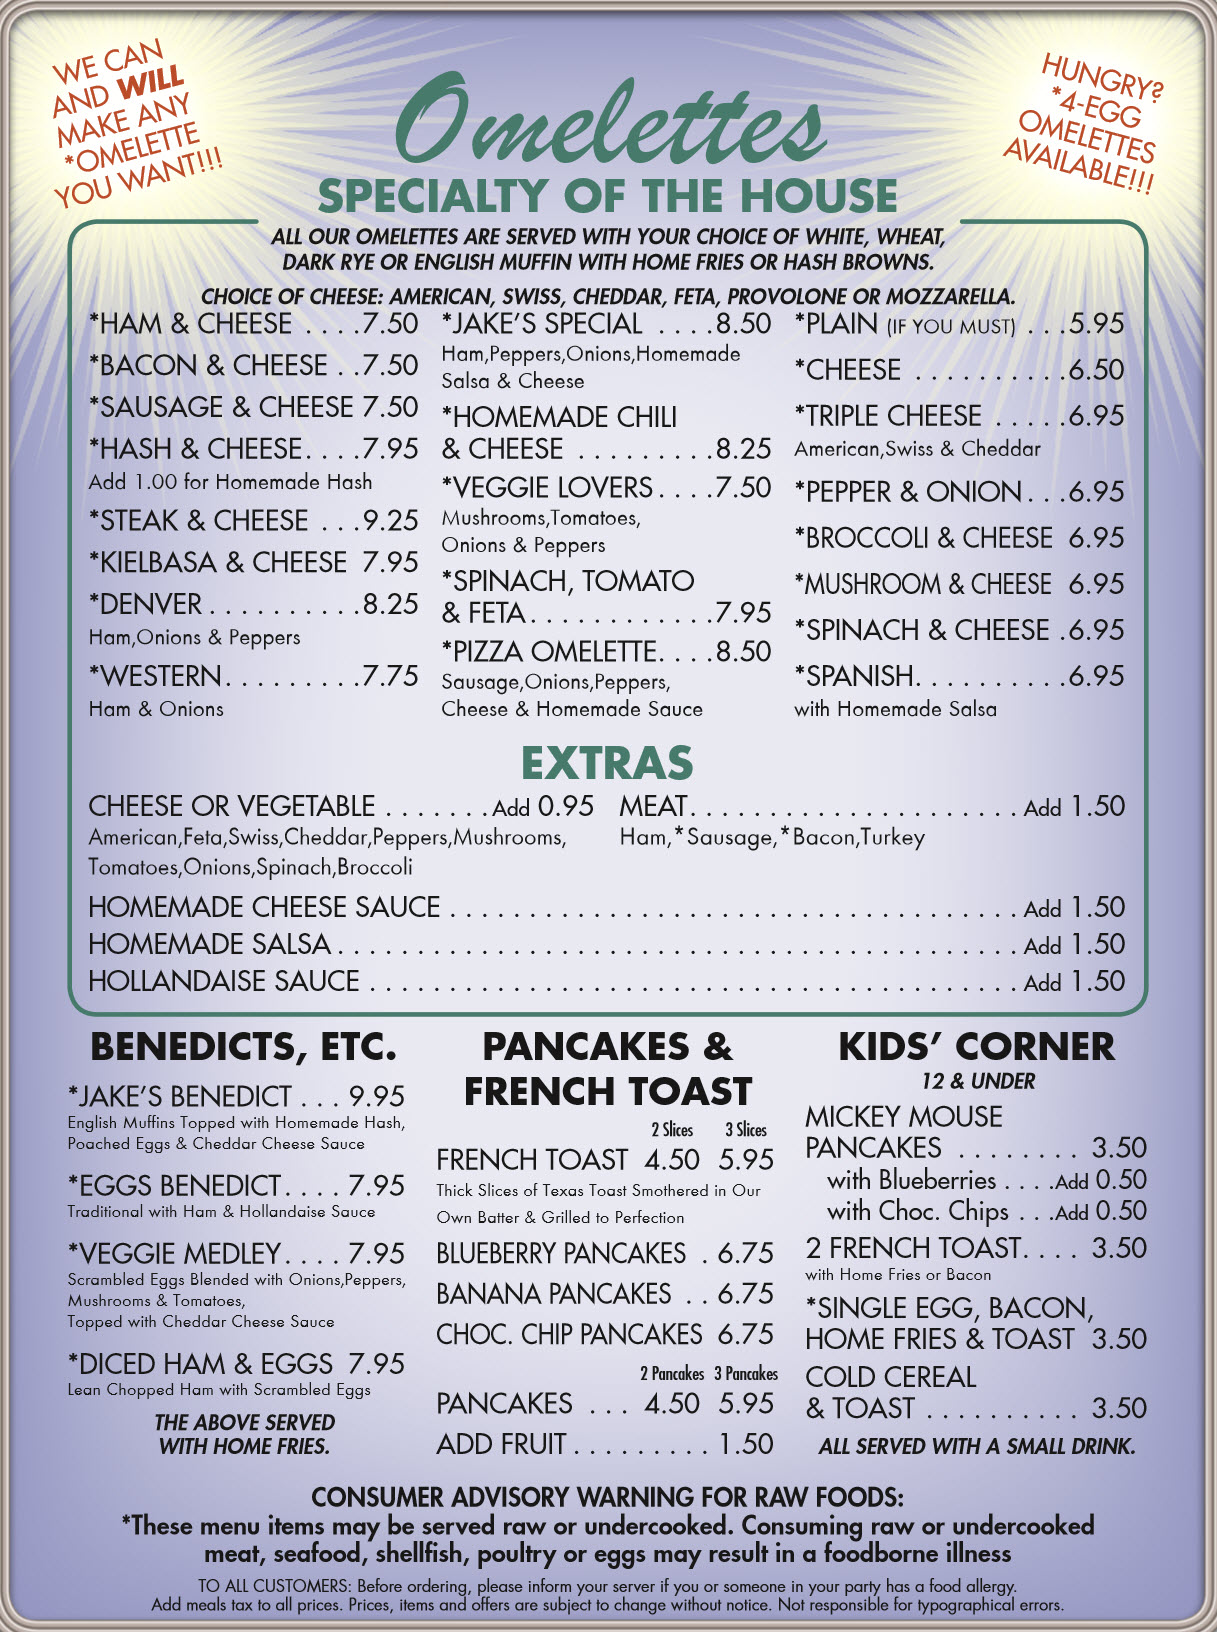 WE CAN
AND WILL
MAKE ANY
*OMELETTE
YOU WANT!!!
HUNGRY?
*4-EGG
OMELETTES
AVAILABLE!!!
Omelettes
SPECIALTY OF THE HOUSE
ALL OUR OMELETTES ARE SERVED WITH YOUR CHOICE OF WHITE, WHEAT,
DARK RYE OR ENGLISH MUFFIN WITH HOME FRIES OR HASH BROWNS.
CHOICE OF CHEESE: AMERICAN, SWISS, CHEDDAR, FETA, PROVOLONE OR MOZZARELLA.
*HAM & CHEESE . . . .7.50
*BACON & CHEESE . .7.50
*SAUSAGE & CHEESE 7.50
*HASH & CHEESE. . . .7.95
Add 1.00 for Homemade Hash
*STEAK & CHEESE . . .9.25
*KIELBASA & CHEESE 7.95
*DENVER . . . . . . . . . .8.25
Ham,Onions & Peppers
*WESTERN. . . . . . . . .7.75
Ham & Onions
*JAKE'S SPECIAL . . . .8.50
Ham,Peppers,Onions,Homemade
Salsa & Cheese
*HOMEMADE CHILI
& CHEESE . . . . . . . . .8.25
*VEGGIE LOVERS. . . .7.50
Mushrooms,Tomatoes,
Onions & Peppers
*SPINACH, TOMATO
& FETA. . . . . . . . . . . .7.95
*PIZZA OMELETTE. . . .8.50
Sausage,Onions,Peppers,
Cheese & Homemade Sauce
*PLAIN (IF YOU MUST) . . .5.95
*CHEESE . . . . . . . . . .6.50
*TRIPLE CHEESE . . . . .6.95
American,Swiss & Cheddar
*PEPPER & ONION. . .6.95
*BROCCOLI & CHEESE 6.95
*MUSHROOM & CHEESE 6.95
*SPINACH & CHEESE .6.95
*SPANISH. . . . . . . . . .6.95
with Homemade Salsa
EXTRAS
CHEESE OR VEGETABLE . . . . . . . Add 0.95
American,Feta,Swiss,Cheddar,Peppers,Mushrooms,
Tomatoes,Onions,Spinach,Broccoli
MEAT. . . . . . . . . . . . . . . . . . . . . Add 1.50
Ham,*Sausage,*Bacon,Turkey
HOMEMADE CHEESE SAUCE . . . . . . . . . . . . . . . . . . . . . . . . . . . . . . . . . . . . Add 1.50
HOMEMADE SALSA. . . . . . . . . . . . . . . . . . . . . . . . . . . . . . . . . . . . . . . . . . . Add 1.50
HOLLANDAISE SAUCE . . . . . . . . . . . . . . . . . . . . . . . . . . . . . . . . . . . . . . . . . Add 1.50
BENEDICTS, ETC.
*JAKE'S BENEDICT . . . 9.95
English Muffins Topped with Homemade Hash,
Poached Eggs & Cheddar Cheese Sauce
*EGGS BENEDICT. . . . 7.95
Traditional with Ham & Hollandaise Sauce
*VEGGIE MEDLEY. . . . 7.95
Scrambled Eggs Blended with Onions,Peppers,
Mushrooms & Tomatoes,
Topped with Cheddar Cheese Sauce
*DICED HAM & EGGS 7.95
Lean Chopped Ham with Scrambled Eggs
THE ABOVE SERVED
WITH HOME FRIES.
PANCAKES &
FRENCH TOAST
2 Slices 3 Slices
FRENCH TOAST 4.50 5.95
Thick Slices of Texas Toast Smothered in Our
Own Batter & Grilled to Perfection
BLUEBERRY PANCAKES . 6.75
BANANA PANCAKES . . 6.75
CHOC. CHIP PANCAKES 6.75
2 Pancakes 3 Pancakes
PANCAKES . . . 4.50 5.95
ADD FRUIT . . . . . . . . . 1.50
KIDS' CORNER
12 & UNDER
MICKEY MOUSE
PANCAKES . . . . . . . . 3.50
with Blueberries . . . .Add 0.50
with Choc. Chips . . .Add 0.50
2 FRENCH TOAST. . . . 3.50
with Home Fries or Bacon
*SINGLE EGG, BACON,
HOME FRIES & TOAST 3.50
COLD CEREAL
& TOAST . . . . . . . . . . 3.50
ALL SERVED WITH A SMALL DRINK.
CONSUMER ADVISORY WARNING FOR RAW FOODS:
*These menu items may be served raw or undercooked. Consuming raw or undercooked
meat, seafood, shellfish, poultry or eggs may result in a foodborne illness
TO ALL CUSTOMERS: Before ordering, please inform your server if you or someone in your party has a food allergy.
Add meals tax to all prices. Prices, items and offers are subject to change without notice. Not responsible for typographical errors.